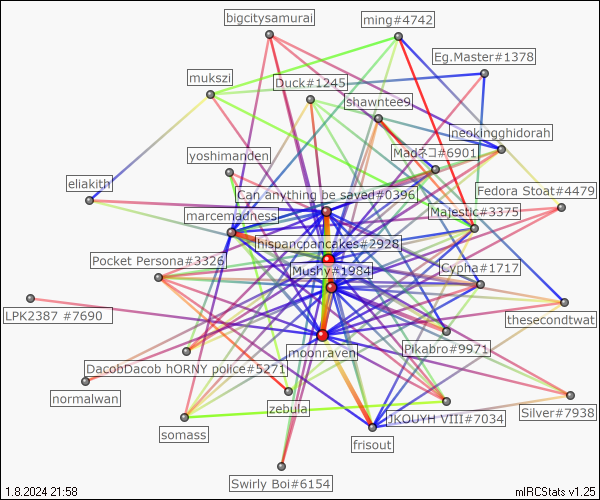 bigcitysamurai
ming#4742
Eg.Master#1378
mukszi
Duck#1245
shawntee9
neokingghidorah
yoshimanden
Madネコ#6901
eliakith
Can anything be saved#0396
Fedora Stoat#4479
marcemadness
Majestic#3375
hispanicpancakes#2928
Pocket Persona#3326
Mushy#1984
Cypha#1717
LPK2387 #7690
thesecondtwat
moonraven
Pikabro#9971
DacobDacob hORNY police#5271
normalwan
zebula
JKOUYH VIII#7034
Silver#7938
somass
frisout
Swirly Boi#6154
1.8.2024 21:58
mIRCStats v1.25